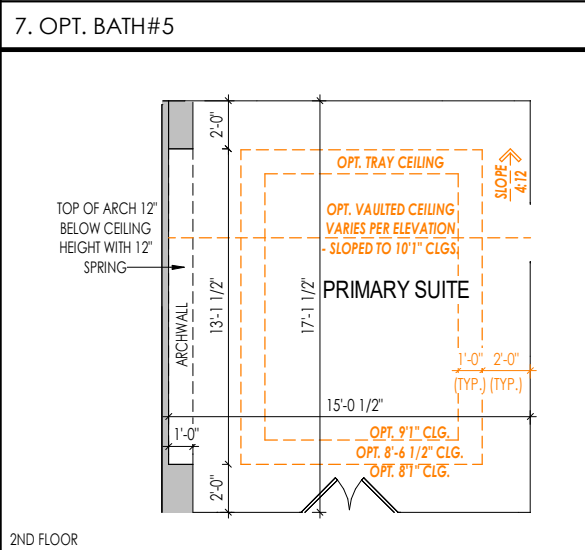 7. OPT. BATH#5
2'-0"
OPT. TRAY CEILING
SLOPE
4:12
TOP OF ARCH 12"
BELOW CEILING
HEIGHT WITH 12"
SPRING
OPT. VAULTED CEILING
VARIES PER ELEVATION
- SLOPED TO 10'1" CLGS.
ARCHWALL
13'-1 1/2"
17'-1 1/2"
PRIMARY SUITE
1'-0" 2'-0"
(TYP.) (TYP.)
15'-0 1/2"
1'-0"
OPT. 9'1" CLG.
OPT. 8'-6 1/2" CLG.
OPT. 8'1" CLG.
2'-0"
2ND FLOOR